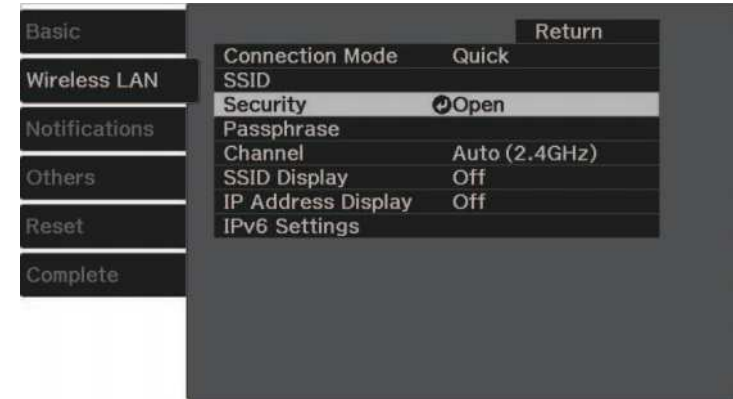 Basic
Wireless LAN
Notifications
Others
Reset
Complete
Return
Connection Mode Quick
SSID
Security Open
Passphrase
Channel Auto (2.4GHz)
SSID Display Off
IP Address Display Off
IPv6 Settings